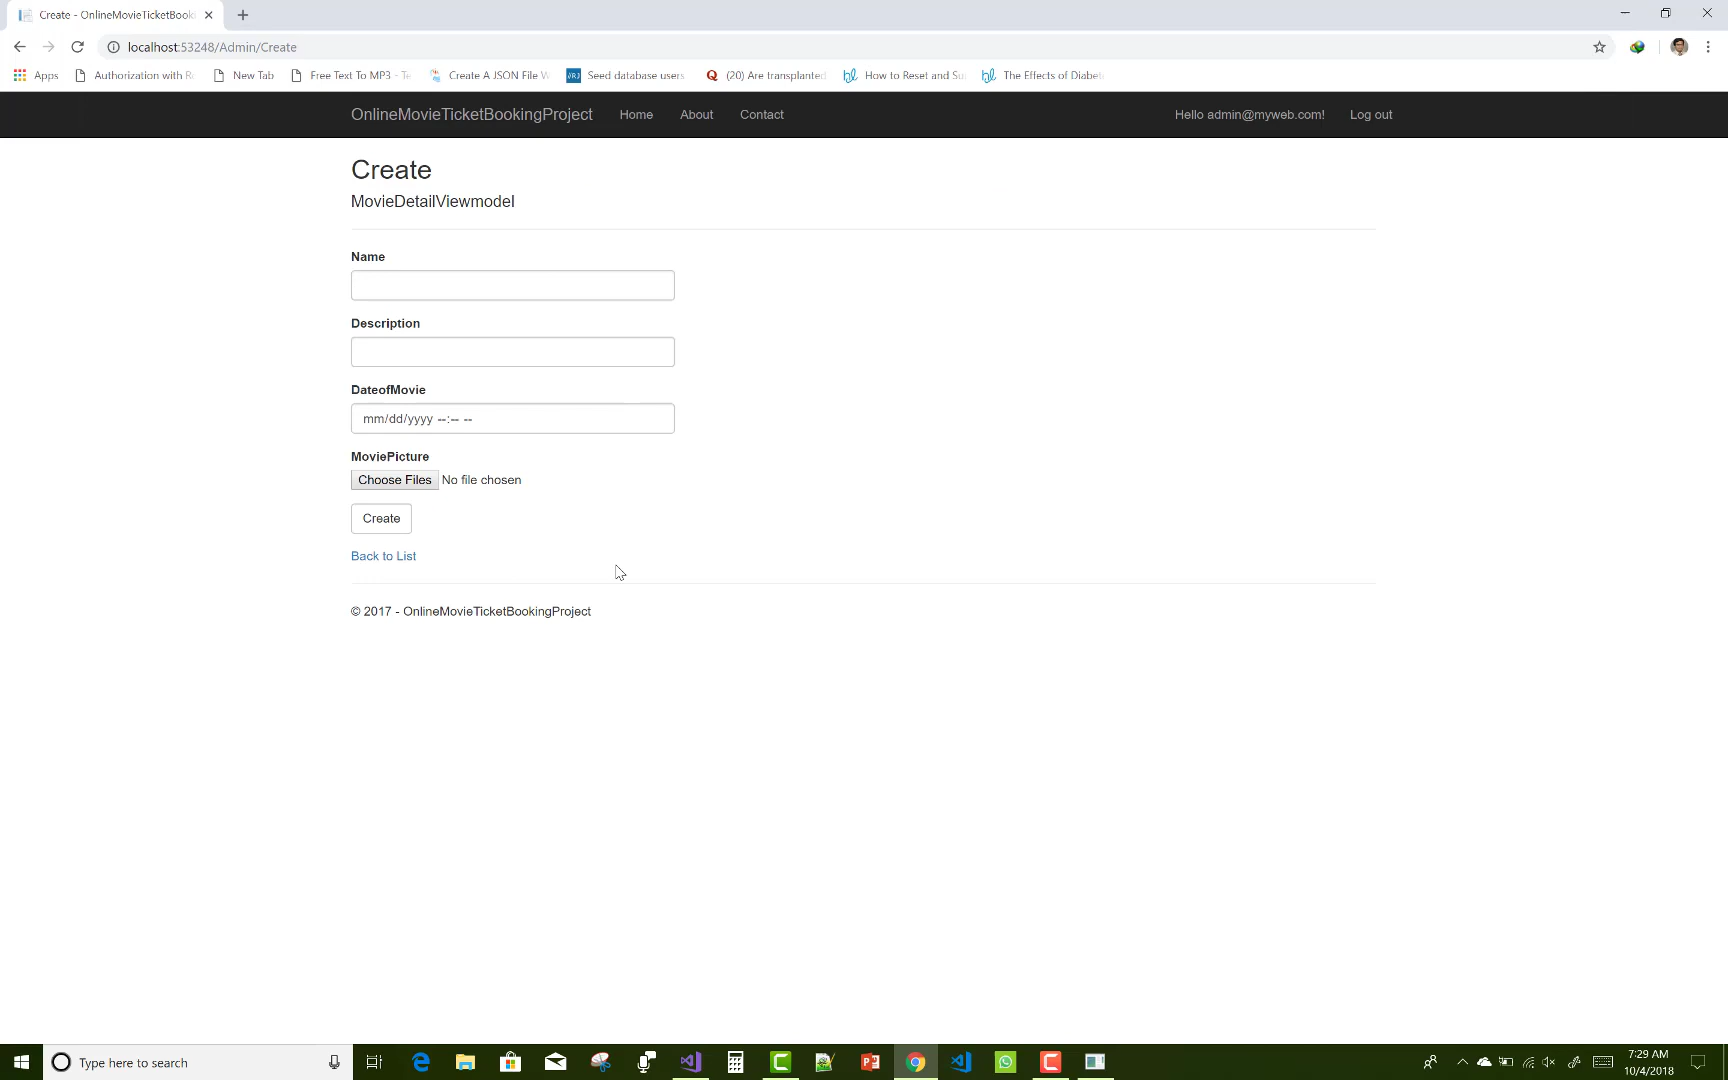 Create - OnlineMovieTicketBook
localhost:53248/Admin/Create
Apps
Authorization with R
New Tab
Free Text To MP3 - Te
Create A JSON File W
Seed database users
(20) Are transplanted
How to Reset and Su
The Effects of Diabet
OnlineMovieTicketBookingProject
Home
About
Contact
Hello admin@myweb.com!
Log out
Create
MovieDetailViewmodel
Name
Description
DateofMovie
mm/dd/yyyy --:-- --
MoviePicture
Choose Files No file chosen
Create
Back to List
© 2017 - OnlineMovieTicketBookingProject
Type here to search
7:29 AM
10/4/2018